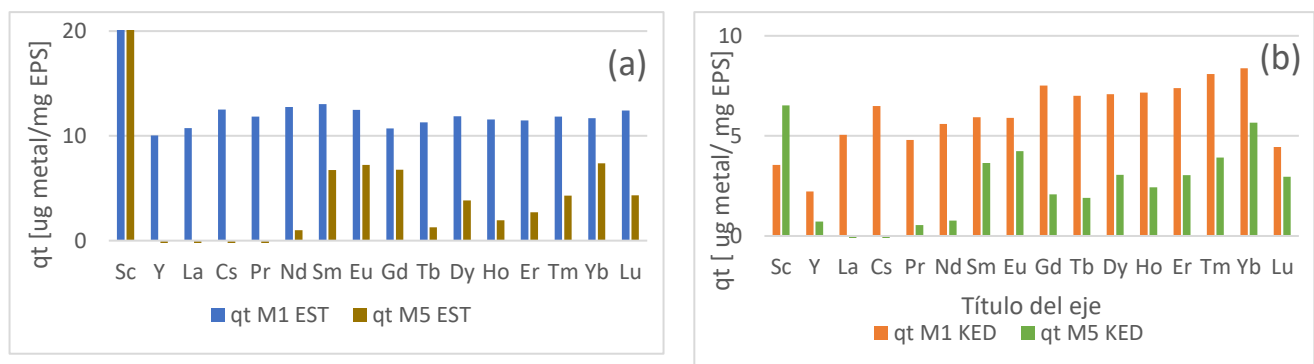 20
(a)
10
0
qt [ug metal/mg EPS]
Sc Y La Cs Pr Nd Sm Eu Gd Tb Dy Ho Er Tm Yb Lu
qt M1 EST qt M5 EST
10
(b)
5
0
qt [ ug metal/ mg EPS]
Sc Y La Cs Pr Nd Sm Eu Gd Tb Dy Ho Er Tm Yb Lu
Título del eje
qt M1 KED qt M5 KED